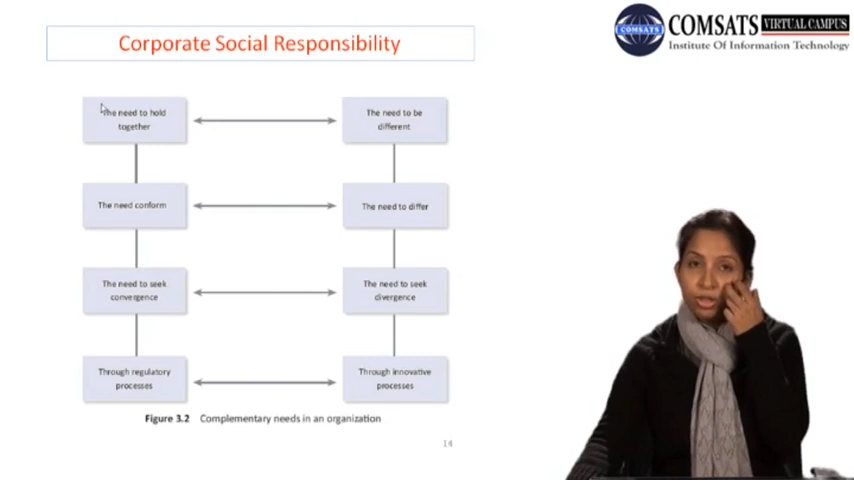 Corporate Social Responsibility
COMSATS VIRTUAL CAMPUS
Institute Of Information Technology
COMSATS
The need to hold
together
The need to be
different
The need conform
The need to differ
The need to seek
convergence
The need to seek
divergence
Through regulatory
processes
Through innovative
processes
Figure 3.2 Complementary needs in an organization
14